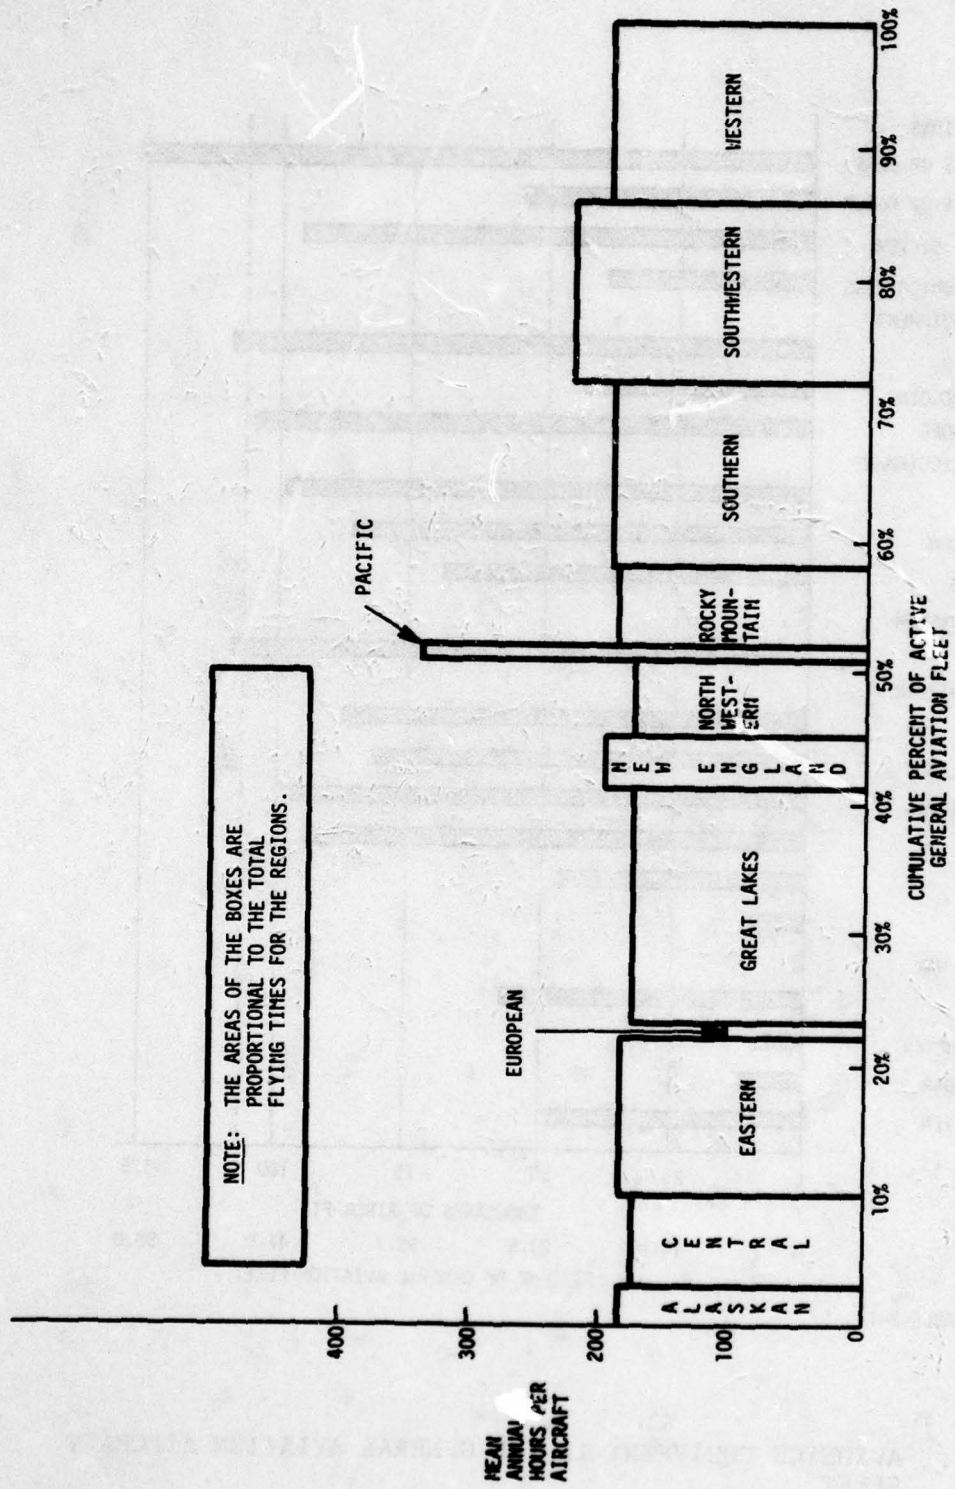 NOTE: THE AREAS OF THE BOXES ARE
PROPORTIONAL TO THE TOTAL
FLYING TIMES FOR THE REGIONS.
MEAN
ANNUAL
HOURS PER
AIRCRAFT
400
300
200
100
0
ALASKAN
CENTRAL
EASTERN
EUROPEAN
GREAT LAKES
NEW ENGLAND
NORTH
WEST-
ERN
PACIFIC
ROCKY
MOUN-
TAIN
SOUTHERN
SOUTHWESTERN
WESTERN
10%
20%
30%
40%
50%
60%
70%
80%
90%
100%
CUMULATIVE PERCENT OF ACTIVE
GENERAL AVIATION FLEET